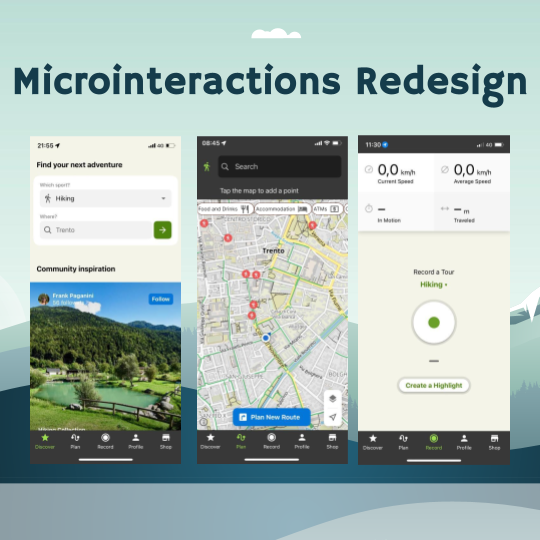 Microinteractions Redesign
21:55
40
Find your next adventure
Which sport?
Hiking
Where?
Trento
Community inspiration
Frank Paganini
Follow
Discover
Plan
Record
Profile
Shop
08:45
Search
Tap the map to add a point
Food and Drinks
Accommodation
ATMs
Trento
Plan New Route
Discover
Plan
Record
Profile
Shop
11:30
40
0,0 km/h
Current Speed
0,0 km/h
Average Speed
–
In Motion
– m
Traveled
Record a Tour
Hiking
–
Create a Highlight
Discover
Plan
Record
Profile
Shop